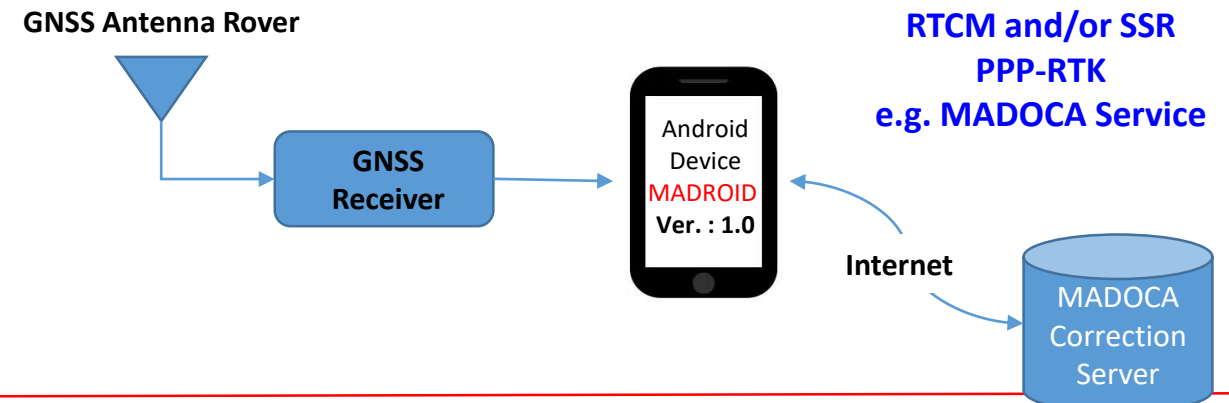 GNSS Antenna Rover
RTCM and/or SSR
PPP-RTK
e.g. MADOCA Service
GNSS
Receiver
Android
Device
MADROID
Ver. : 1.0
Internet
MADOCA
Correction
Server